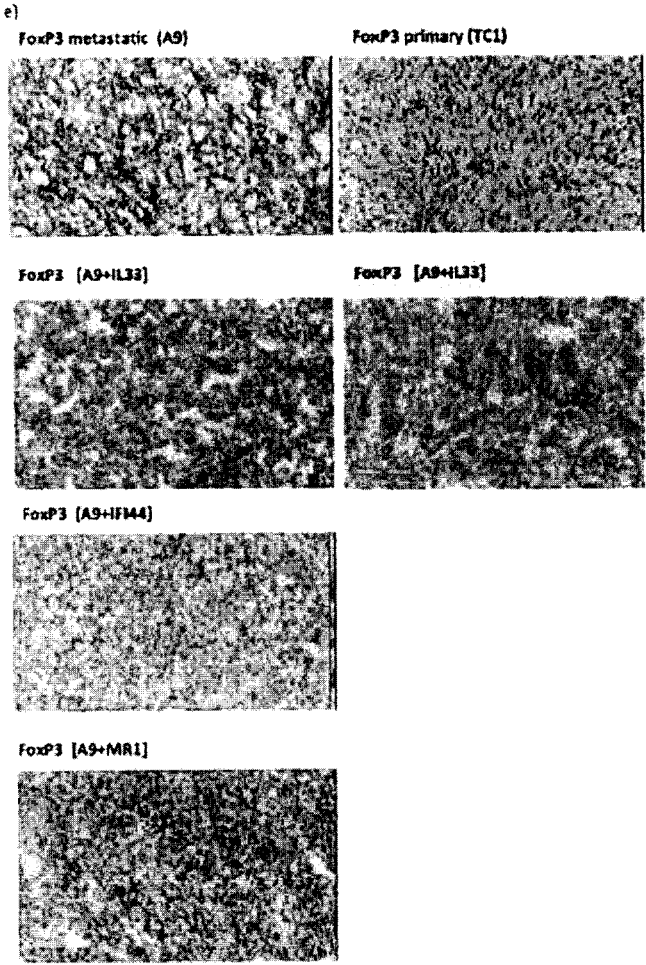 e)
FoxP3 metastatic (A9)
FoxP3 primary (TC1)
FoxP3 [A9+IL33]
FoxP3 [A9+IL33]
FoxP3 [A9+IFI44]
FoxP3 [A9+MR1]